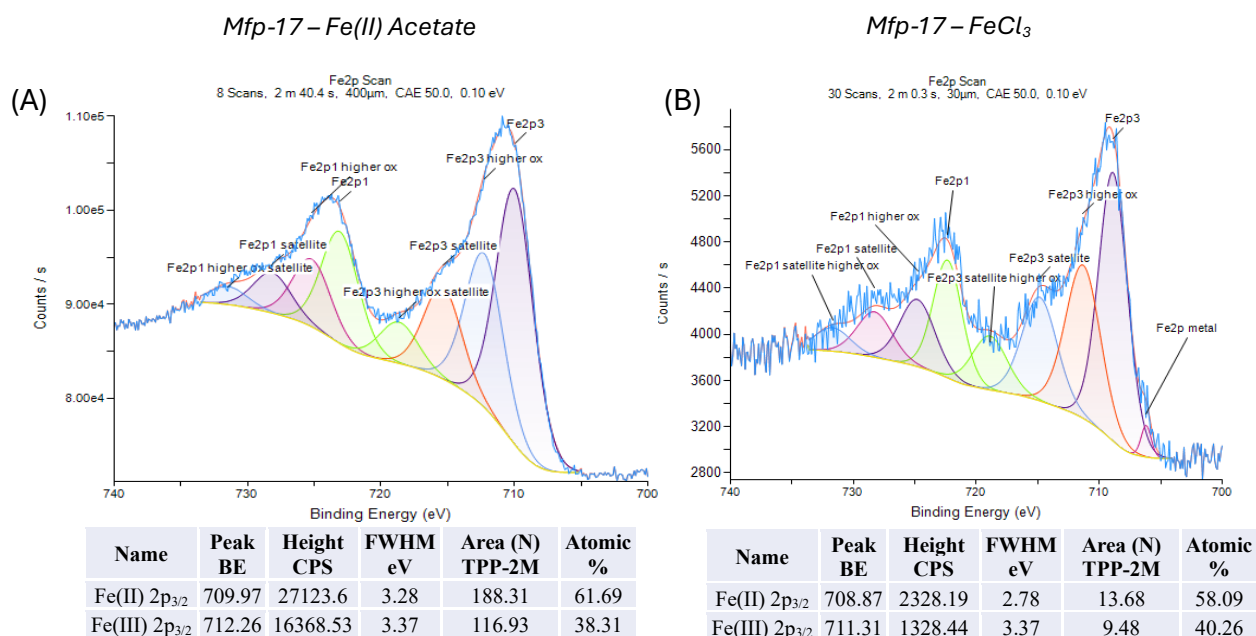 Mfp-17 – Fe(II) Acetate
(A)
Fe2p Scan
8 Scans, 2 m 40.4 s, 400µm, CAE 50.0, 0.10 eV
1.10e5
1.00e5
9.00e4
8.00e4
Counts / s
Fe2p3
Fe2p3 higher ox
Fe2p1 higher ox
Fe2p1
Fe2p1 satellite
Fe2p3 satellite
Fe2p1 higher ox satellite
Fe2p3 higher ox satellite
740 730 720 710 700
Binding Energy (eV)
Name Peak BE Height CPS FWHM eV Area (N) TPP-2M Atomic %
Fe(II) 2p3/2 709.97 27123.6 3.28 188.31 61.69
Fe(III) 2p3/2 712.26 16368.53 3.37 116.93 38.31
Mfp-17 – FeCl3
(B)
Fe2p Scan
30 Scans, 2 m 0.3 s, 30µm, CAE 50.0, 0.10 eV
5600
5200
4800
4400
4000
3600
3200
2800
Counts / s
Fe2p3
Fe2p1
Fe2p3 higher ox
Fe2p1 higher ox
Fe2p1 satellite
Fe2p3 satellite
Fe2p1 satellite higher ox
Fe2p3 satellite higher ox
Fe2p metal
740 730 720 710 700
Binding Energy (eV)
Name Peak BE Height CPS FWHM eV Area (N) TPP-2M Atomic %
Fe(II) 2p3/2 708.87 2328.19 2.78 13.68 58.09
Fe(III) 2p3/2 711.31 1328.44 3.37 9.48 40.26